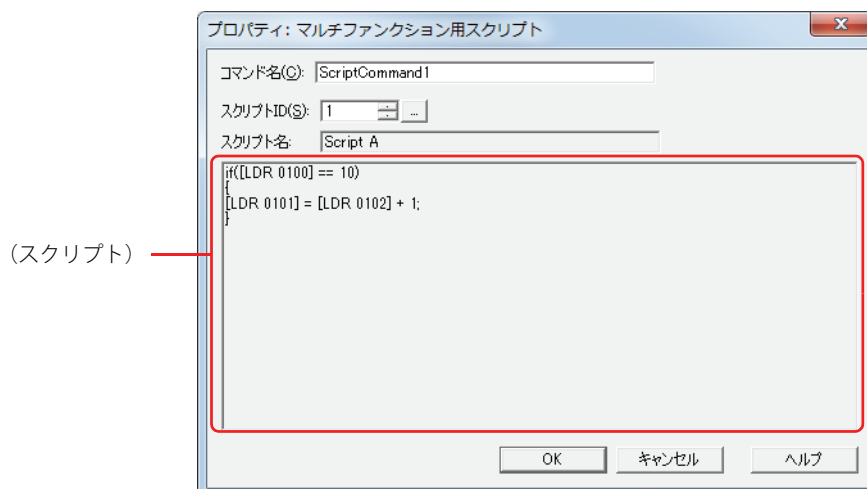 プロパティ: マルチファンクション用スクリプト
コマンド名(C): ScriptCommand1
スクリプトID(S): 1 ...
スクリプト名: Script A
if([LDR 0100] == 10)
{
[LDR 0101] = [LDR 0102] + 1;
}
(スクリプト)
OK キャンセル ヘルプ